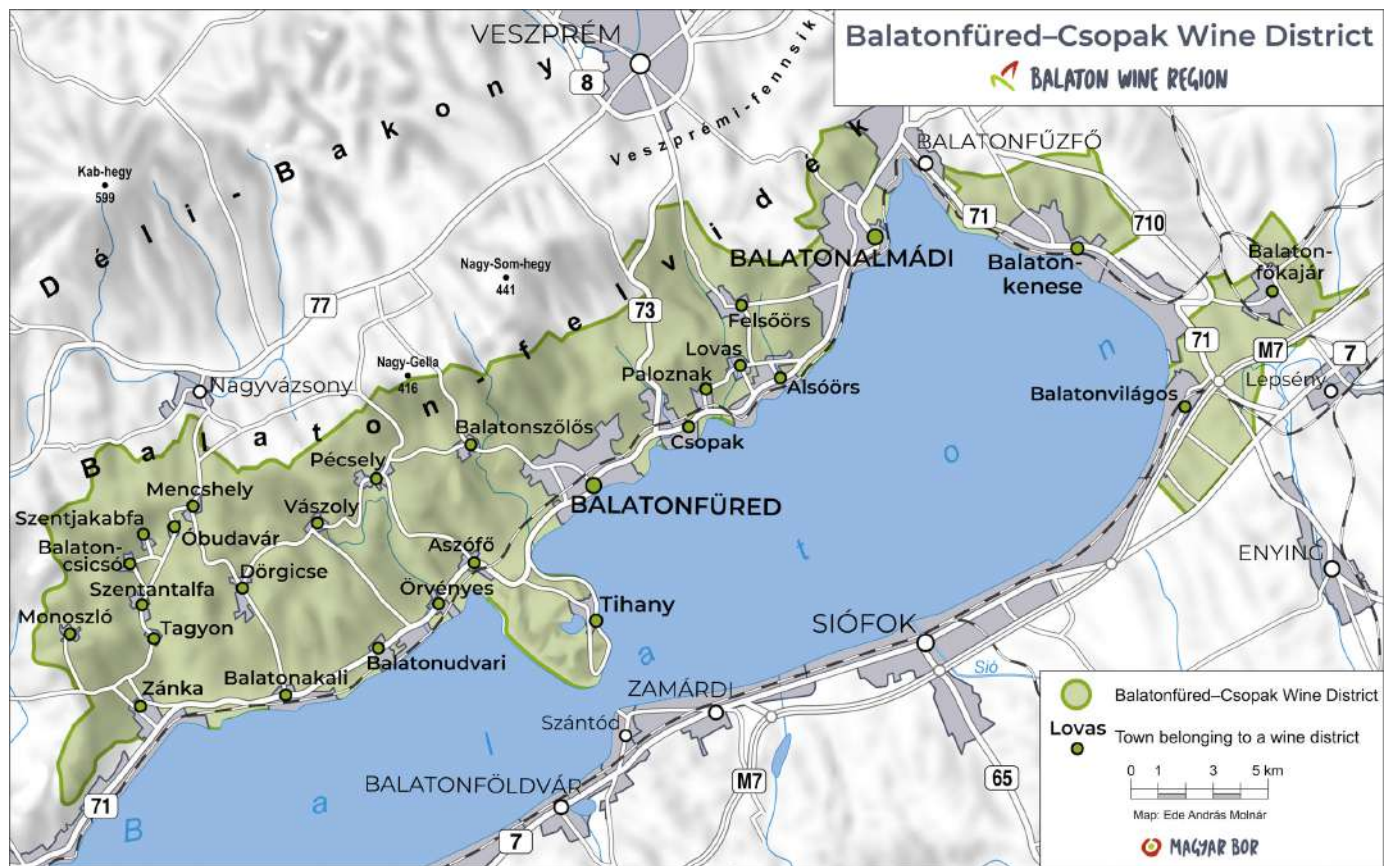 Balatonfüred–Csopak Wine District
BALATON WINE REGION
VESZPRÉM
8
Veszprémi-fennsík
Déli-Bakony
Kab-hegy
599
BALATONFŰZFŐ
71
710
Balaton-felvidék
BALATONALMÁDI
Balaton-
kenese
Balaton-
főkajár
Nagy-Som-hegy
441
77
73
Felsőörs
71
M7
7
Lovas
Lepsény
Nagy-Gella
416
Nagyvázsony
Paloznak
Alsóörs
Balatonvilágos
Csopak
Balatonszőlős
Pécsely
Mencshely
BALATONFÜRED
Vászoly
Szentjakabfa
Óbudavár
Balaton-
csicsó
Aszófő
ENYING
Dörgicse
Szentantalfa
Örvényes
Tihany
Monoszló
Tagyon
SIÓFOK
Balatonudvari
Sió
Balatonakali
Zánka
ZAMÁRDI
Szántód
Balaton
71
BALATONFÖLDVÁR
M7
65
7
Balatonfüred–Csopak Wine District
Lovas
Town belonging to a wine district
0 1 3 5 km
Map: Ede András Molnár
MAGYAR BOR